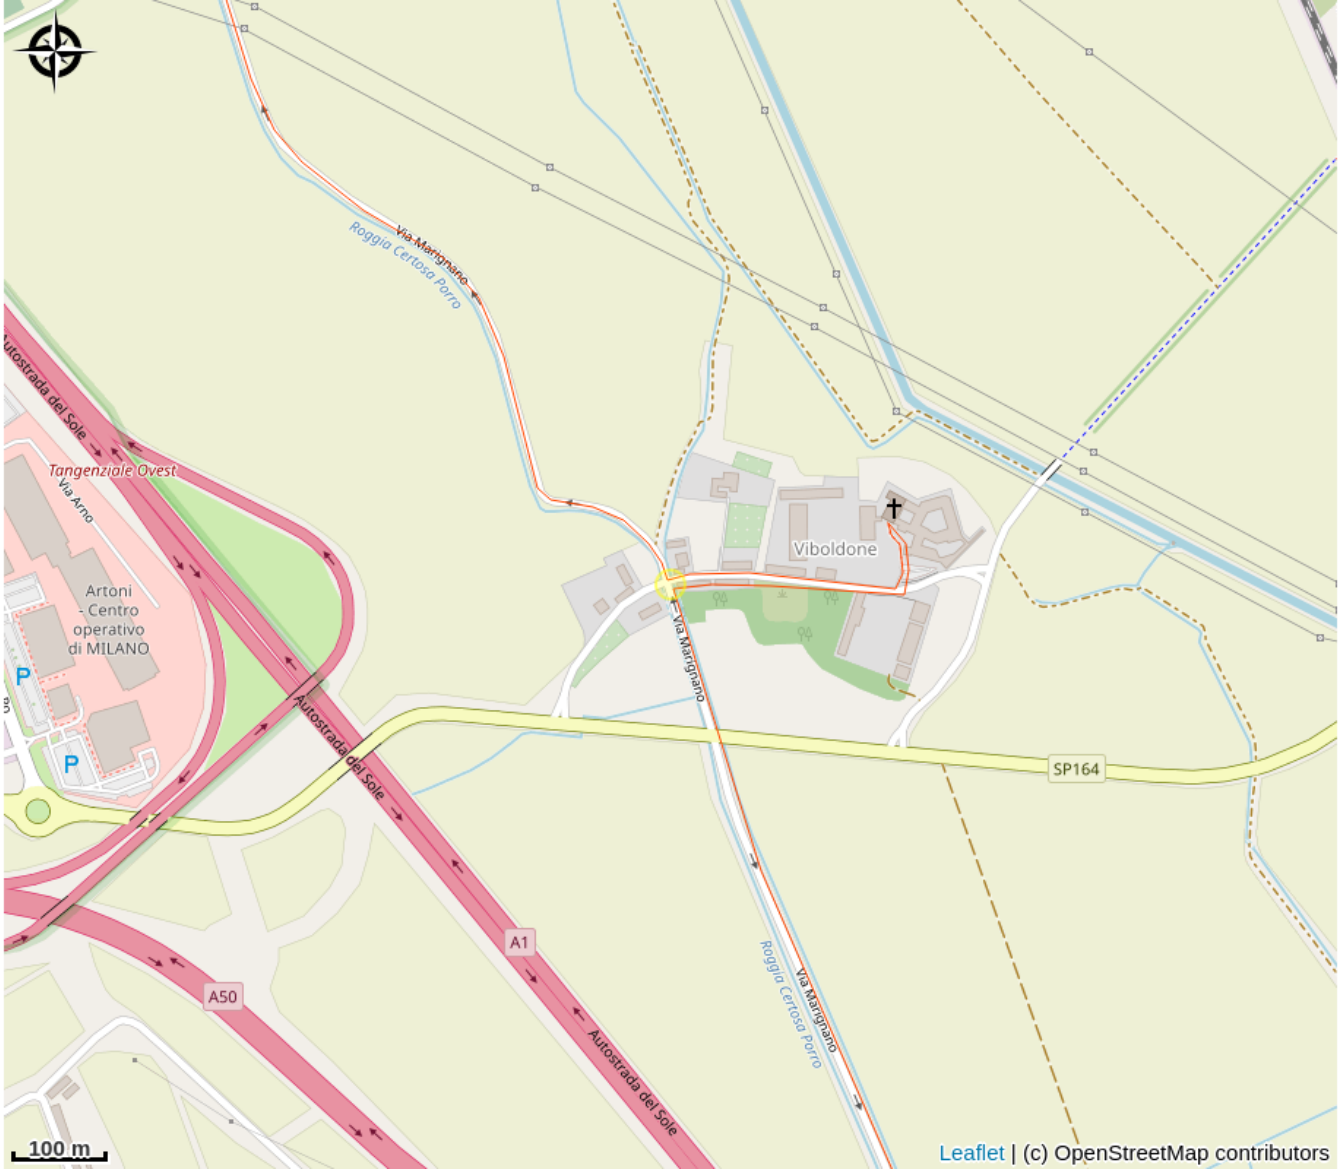 Via Marignano
Roggia Certosa Porro
Autostrada del Sole
Tangenziale Ovest
Via Arno
Artoni
- Centro
operativo
di MILANO
P
P
Viboldone
Via Marignano
Autostrada del Sole
SP164
A1
A50
Roggia Certosa Porro
Via Marignano
Autostrada del Sole
100 m
Leaflet | (c) OpenStreetMap contributors